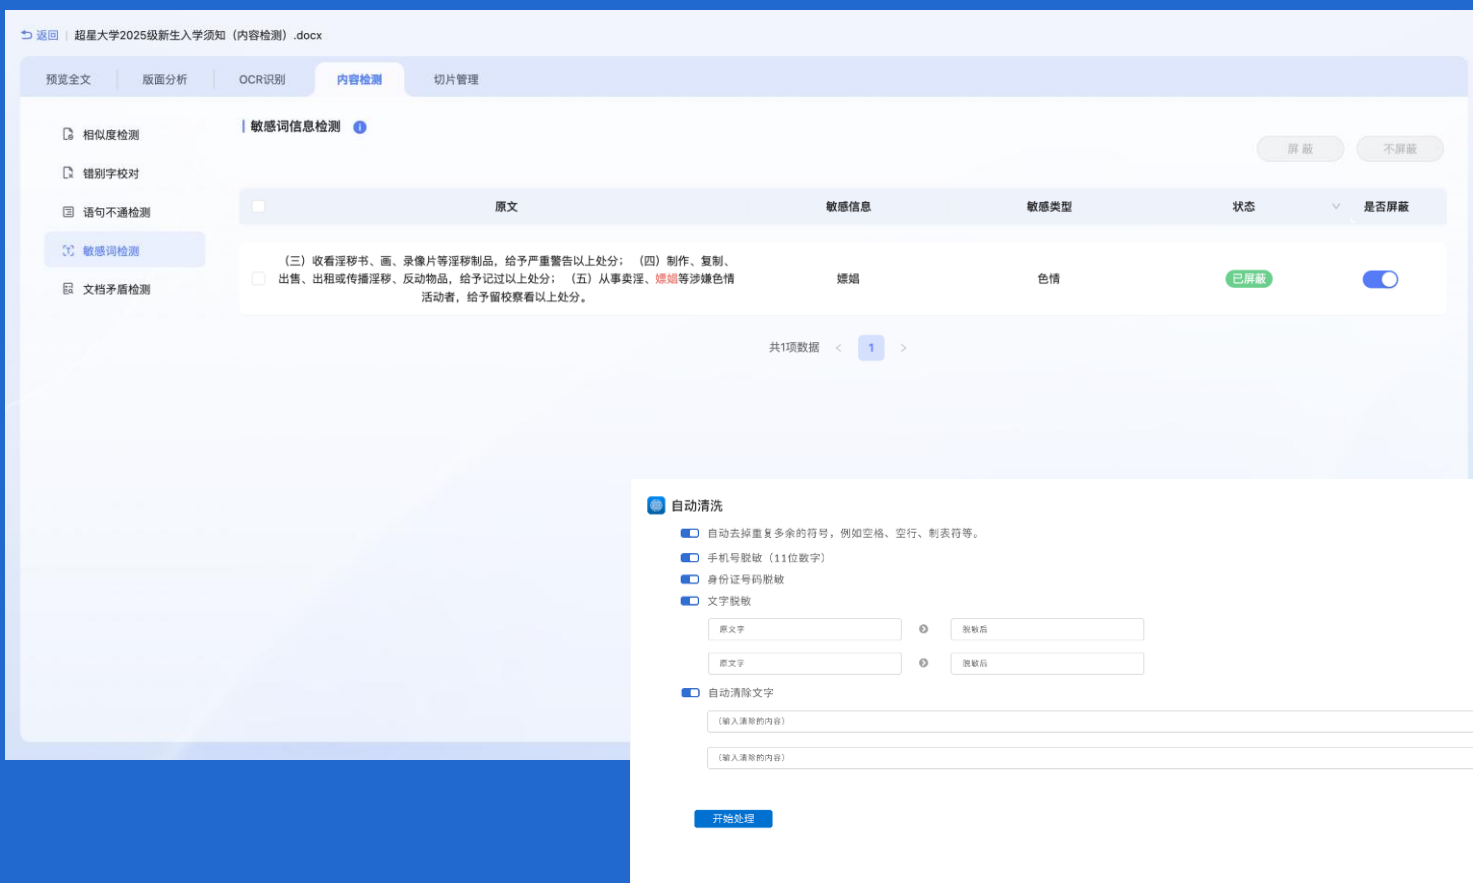 返回 | 超星大学2025级新生入学须知（内容检测）.docx
预览全文 版面分析 OCR识别 内容检测 切片管理
相似度检测
错别字校对
语句不通检测
敏感词检测
文档矛盾检测
敏感词信息检测
屏 蔽 不屏蔽
原文 敏感信息 敏感类型 状态 是否屏蔽
（三）收看淫秽书、画、录像片等淫秽制品，给予严重警告以上处分； （四）制作、复制、
出售、出租或传播淫秽、反动物品，给予记过以上处分； （五）从事卖淫、嫖娼等涉嫌色情
活动者，给予留校察看以上处分。
嫖娼 色情 已屏蔽
共1项数据 < 1 >
自动清洗
自动去掉重复多余的符号，例如空格、空行、制表符等。
手机号脱敏（11位数字）
身份证号码脱敏
文字脱敏
原文字 脱敏后
原文字 脱敏后
自动清除文字
（输入清除的内容）
（输入清除的内容）
开始处理